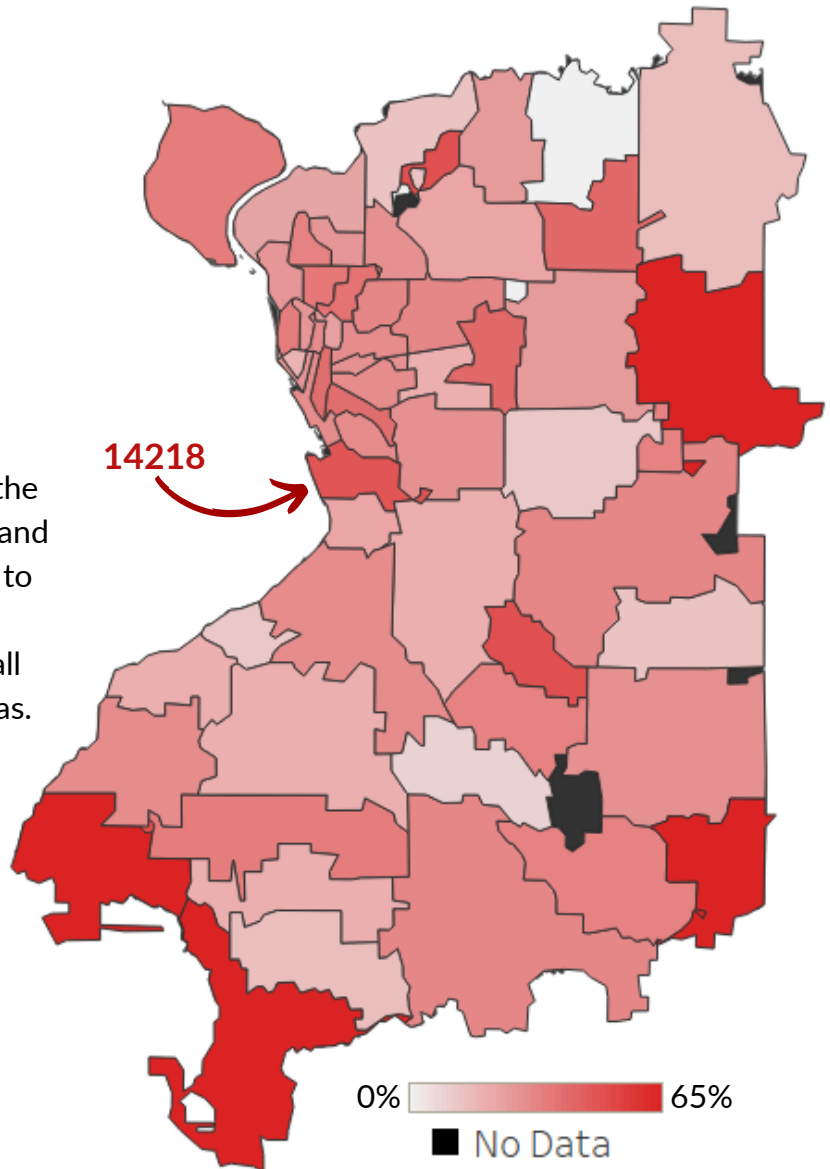 14218
the
and
to
all
as.
0%
65%
No Data